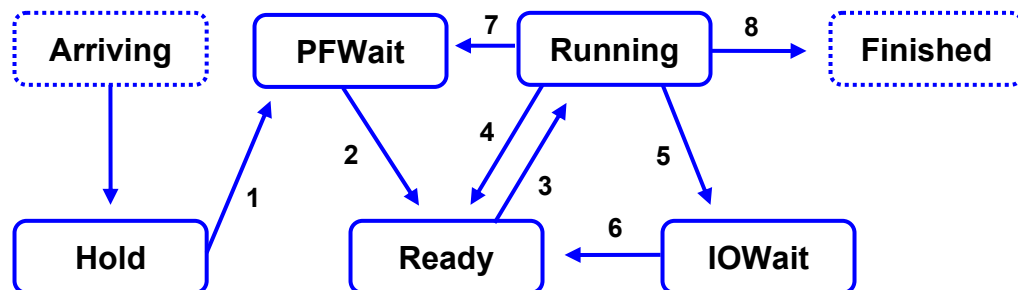 7
8
Arriving
PFWait
Running
Finished
4
2
5
3
1
6
Hold
Ready
IOWait